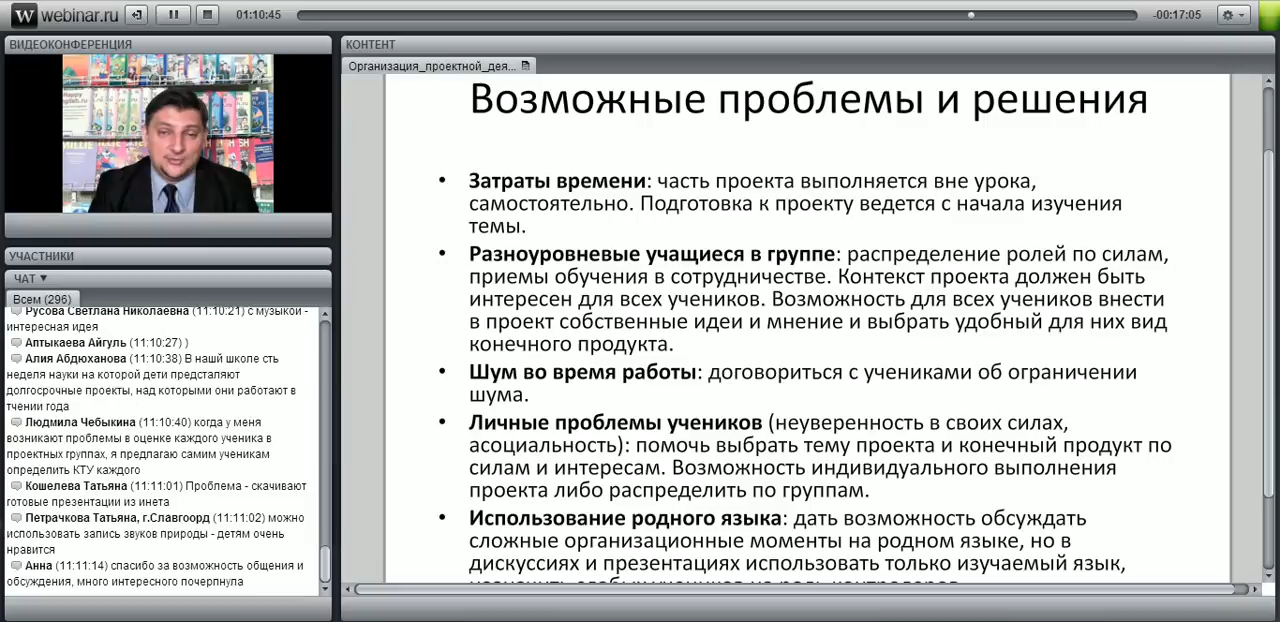 webinar.ru
01:10:45
-00:17:05
ВИДЕОКОНФЕРЕНЦИЯ
УЧАСТНИКИ
ЧАТ ▼
Всем (296)
Русова Светлана Николаевна (11:10:21) с музыкой -
интересная идея
Аптыкаева Айгуль (11:10:27) )
Алия Абдюханова (11:10:38) В нашй школе сть
неделя науки на которой дети предсталяют
долгосрочные проекты, над которыми они работают в
тчении года
Людмила Чебыкина (11:10:40) когда у меня
возникают проблемы в оценке каждого ученика в
проектных группах, я предлагаю самим ученикам
определить КТУ каждого
Кошелева Татьяна (11:11:01) Проблема - скачивают
готовые презентации из инета
Петрачкова Татьяна, г.Славгоорд (11:11:02) можно
использовать запись звуков природы - детям очень
нравится
Анна (11:11:14) спасибо за возможность общения и
обсуждения, много интересного почерпнула
КОНТЕНТ
Организация_проектной_дея...
Возможные проблемы и решения
• Затраты времени: часть проекта выполняется вне урока,
самостоятельно. Подготовка к проекту ведется с начала изучения
темы.
• Разноуровневые учащиеся в группе: распределение ролей по силам,
приемы обучения в сотрудничестве. Контекст проекта должен быть
интересен для всех учеников. Возможность для всех учеников внести
в проект собственные идеи и мнение и выбрать удобный для них вид
конечного продукта.
• Шум во время работы: договориться с учениками об ограничении
шума.
• Личные проблемы учеников (неуверенность в своих силах,
асоциальность): помочь выбрать тему проекта и конечный продукт по
силам и интересам. Возможность индивидуального выполнения
проекта либо распределить по группам.
• Использование родного языка: дать возможность обсуждать
сложные организационные моменты на родном языке, но в
дискуссиях и презентациях использовать только изучаемый язык,